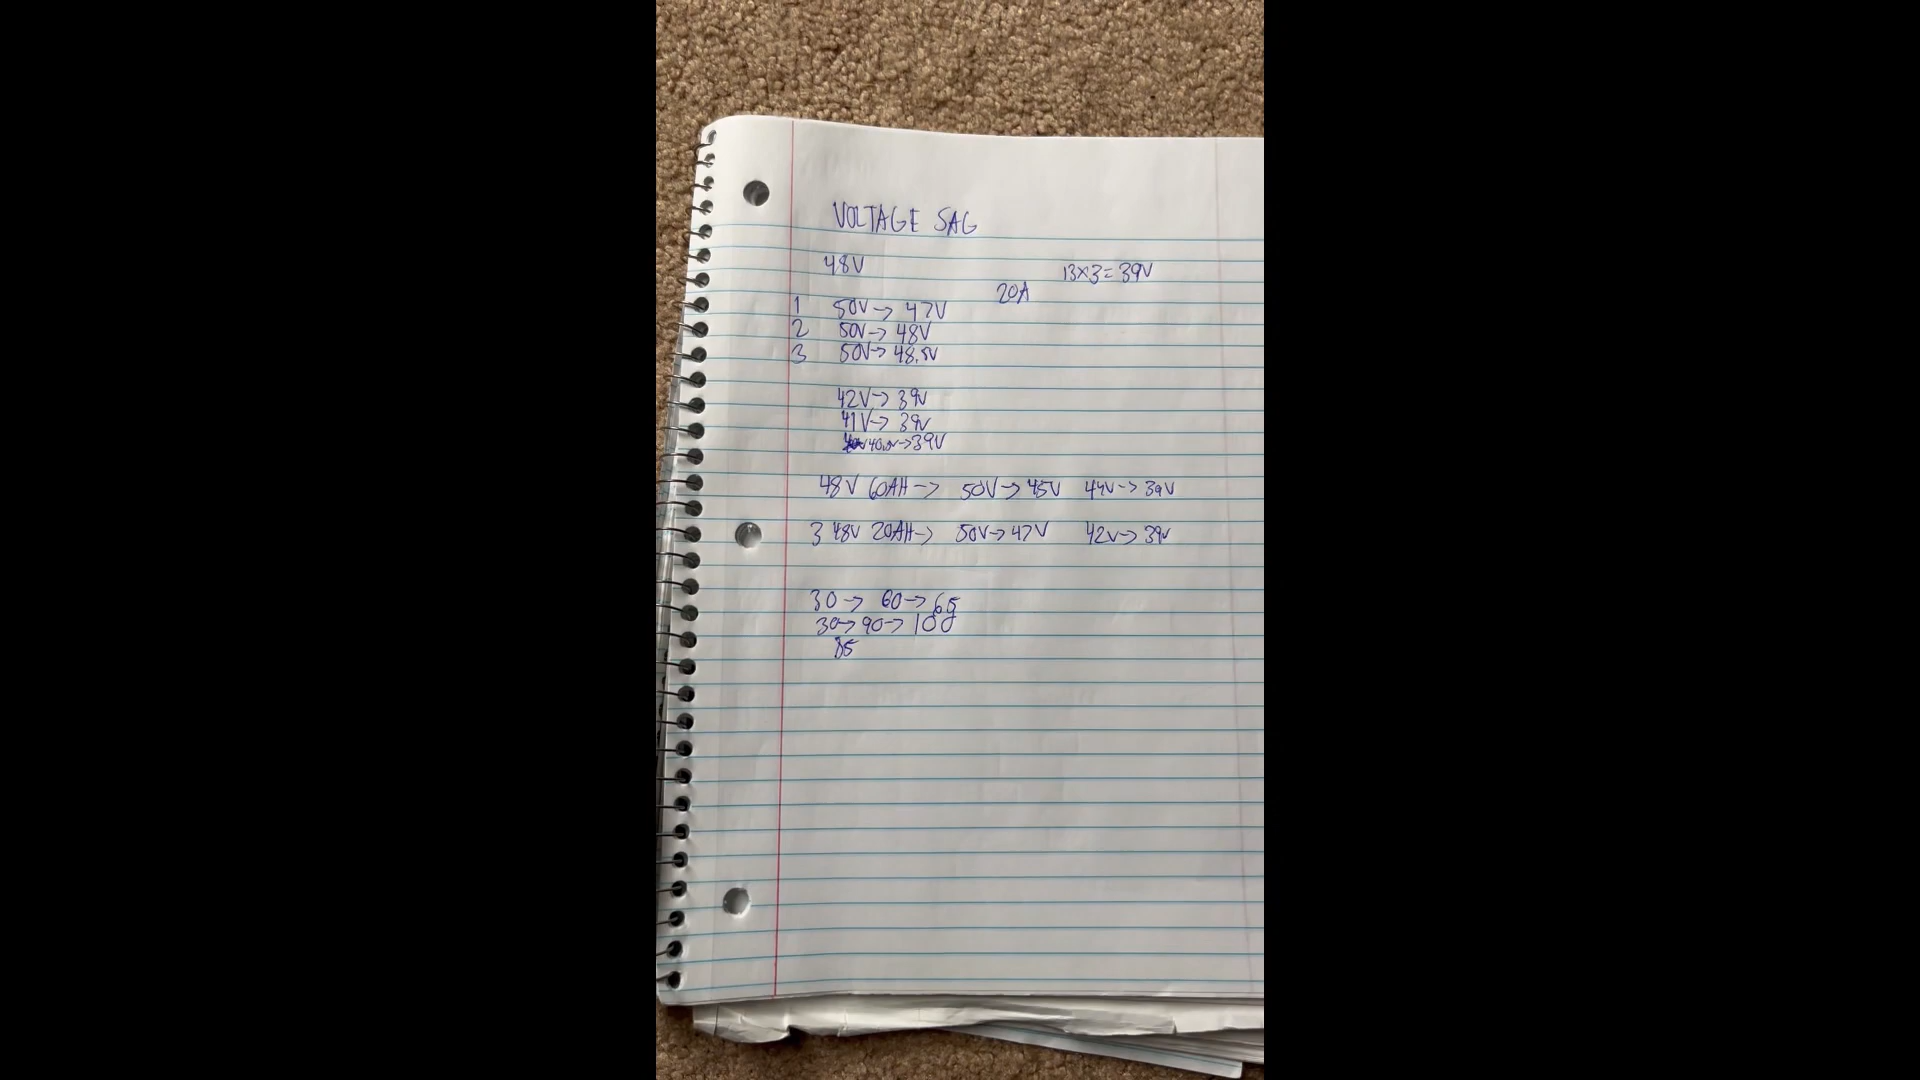 VOLTAGE SAG
48V
13x3=39V
20A
1 50V-> 47V
2 50V-> 48V
3 50V-> 48.5V
42V-> 39V
41V-> 39V
40.5V->39V
48V 60AH-> 50V->45V 44V->39V
3 48V 20AH-> 50V->47V 42V->39V
30-> 60->65
30->90->100
85